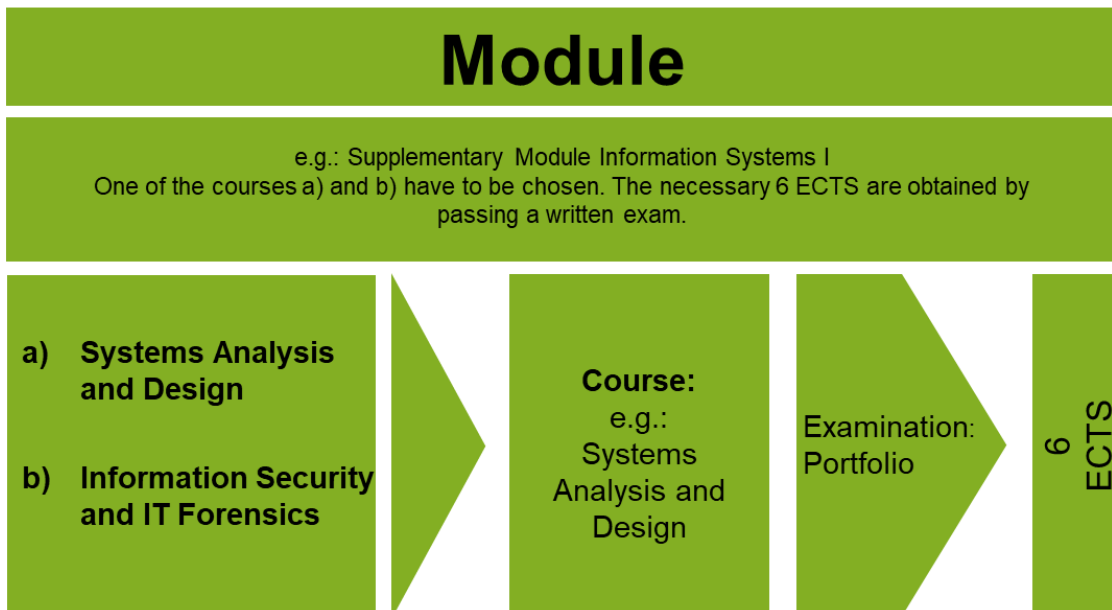 Module
e.g.: Supplementary Module Information Systems I
One of the courses a) and b) have to be chosen. The necessary 6 ECTS are obtained by
passing a written exam.
a) Systems Analysis
and Design
b) Information Security
and IT Forensics
Course:
e.g.:
Systems
Analysis and
Design
Examination:
Portfolio
6
ECTS